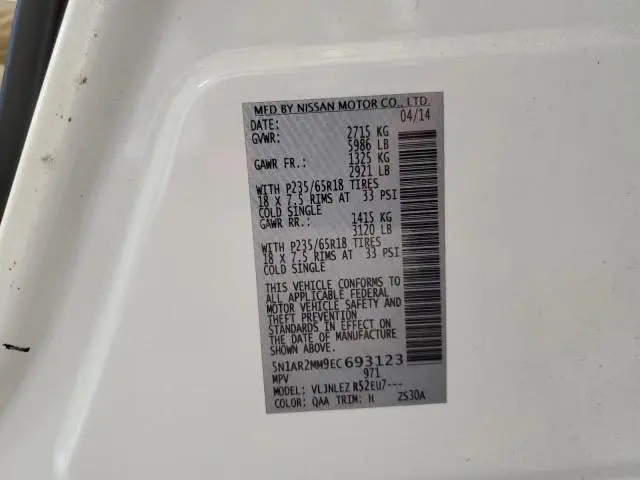 MFD BY NISSAN MOTOR CO., LTD.
DATE: 04/14
GVWR: 2715 KG
5986 LB
GAWR FR.: 1325 KG
2921 LB
WITH P235/65R18 TIRES
18 X 7.5 RIMS AT 33 PSI
COLD SINGLE
GAWR RR.: 1415 KG
3120 LB
WITH P235/65R18 TIRES
18 X 7.5 RIMS AT 33 PSI
COLD SINGLE
THIS VEHICLE CONFORMS TO
ALL APPLICABLE FEDERAL
MOTOR VEHICLE SAFETY AND
THEFT PREVENTION
STANDARDS IN EFFECT ON
THE DATE OF MANUFACTURE
SHOWN ABOVE.
5N1AR2MM9EC693123
MPV 971
MODEL: VLJNLEZ R52EU7---
COLOR: QAA TRIM: H ZS30A